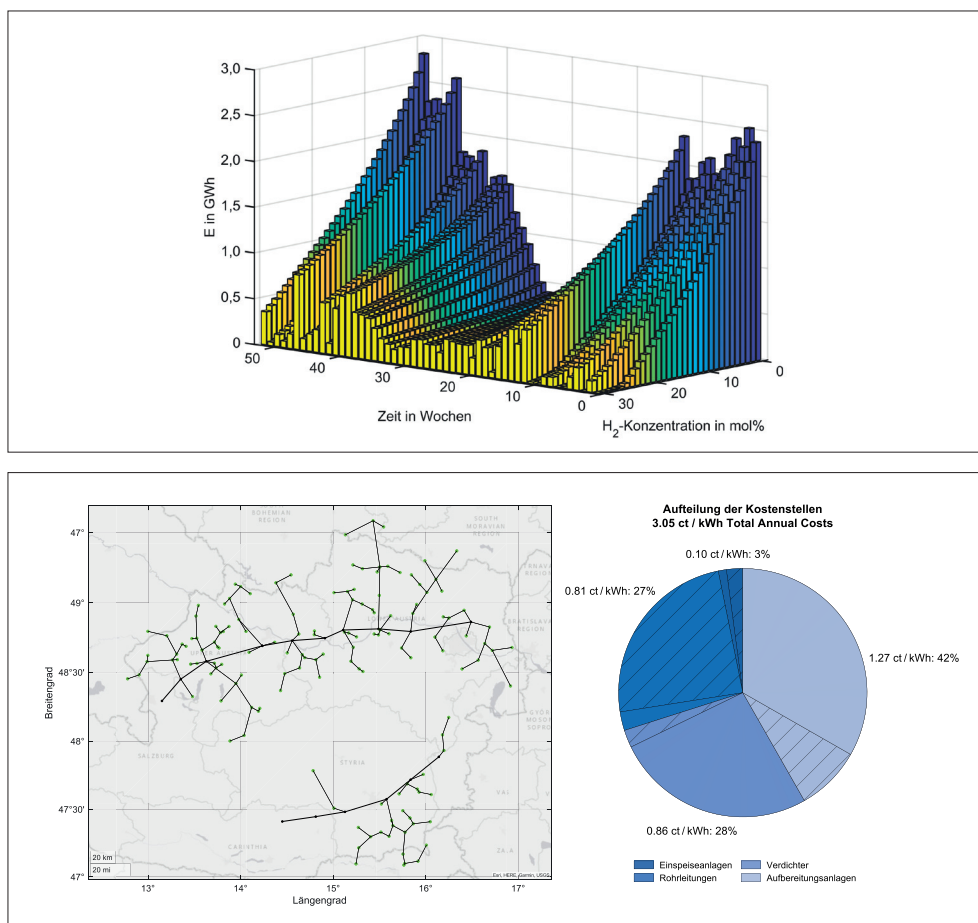 3,0
2,5
2,0
1,5
1,0
0,5
0
E in GWh
50
40
30
20
10
0
Zeit in Wochen
30
20
10
0
H2-Konzentration in mol%
47°
49°
48°30'
48°
47°30'
47°
Breitengrad
13°
14°
15°
16°
17°
Längengrad
BOHEMIAN
REGION
SOUTH
MORAVIAN
REGION
BRATISLAVA
REGION
SALZBURG
STYRIA
CARINTHIA
20 km
20 mi
Esri, HERE, Garmin, USGS
Aufteilung der Kostenstellen
3.05 ct / kWh Total Annual Costs
0.10 ct / kWh: 3%
0.81 ct / kWh: 27%
1.27 ct / kWh: 42%
0.86 ct / kWh: 28%
Einspeiseanlagen
Verdichter
Rohrleitungen
Aufbereitungsanlagen